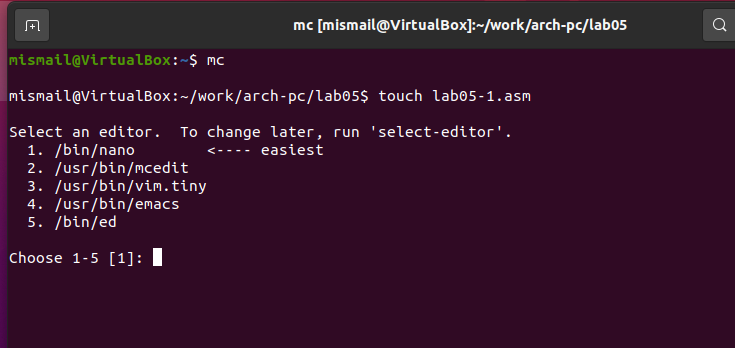 mc [mismail@VirtualBox]:~/work/arch-pc/lab05
mismail@VirtualBox:~$ mc
mismail@VirtualBox:~/work/arch-pc/lab05$ touch lab05-1.asm
Select an editor.  To change later, run 'select-editor'.
  1. /bin/nano        <---- easiest
  2. /usr/bin/mcedit
  3. /usr/bin/vim.tiny
  4. /usr/bin/emacs
  5. /bin/ed
Choose 1-5 [1]: